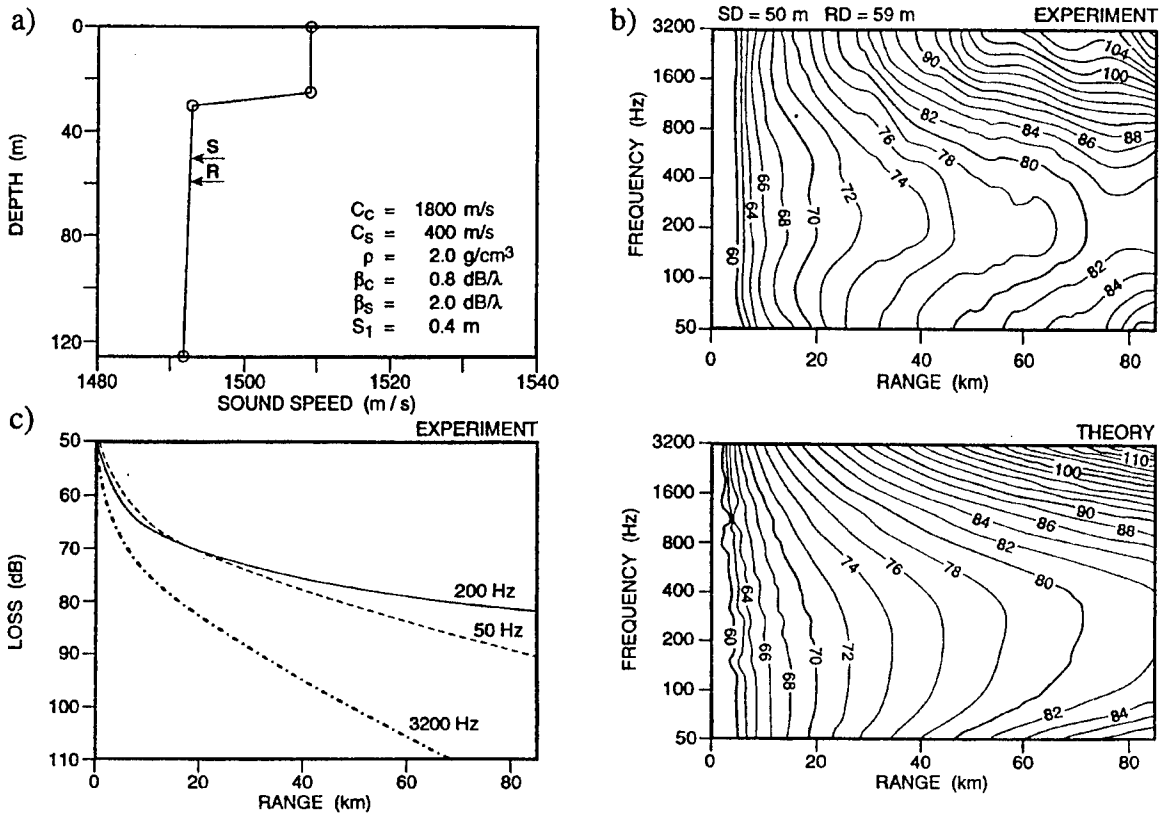 a)
0
40
80
120
DEPTH (m)
S
R
C_C = 1800 m/s
C_S = 400 m/s
ρ = 2.0 g/cm³
β_C = 0.8 dB/λ
β_S = 2.0 dB/λ
S_1 = 0.4 m
1480 1500 1520 1540
SOUND SPEED (m / s)
b)
SD = 50 m RD = 59 m EXPERIMENT
3200
1600
800
400
200
100
50
FREQUENCY (Hz)
104
100
90
82
84
86
88
76
78
80
66
64
68
70
72
74
60
82
84
0 20 40 60 80
RANGE (km)
c)
EXPERIMENT
50
60
70
80
90
100
110
LOSS (dB)
200 Hz
50 Hz
3200 Hz
0 20 40 60 80
RANGE (km)
THEORY
3200
1600
800
400
200
100
50
FREQUENCY (Hz)
110
100
90
84
86
88
82
74
76
78
80
64
60
66
68
70
72
82
84
0 20 40 60 80
RANGE (km)